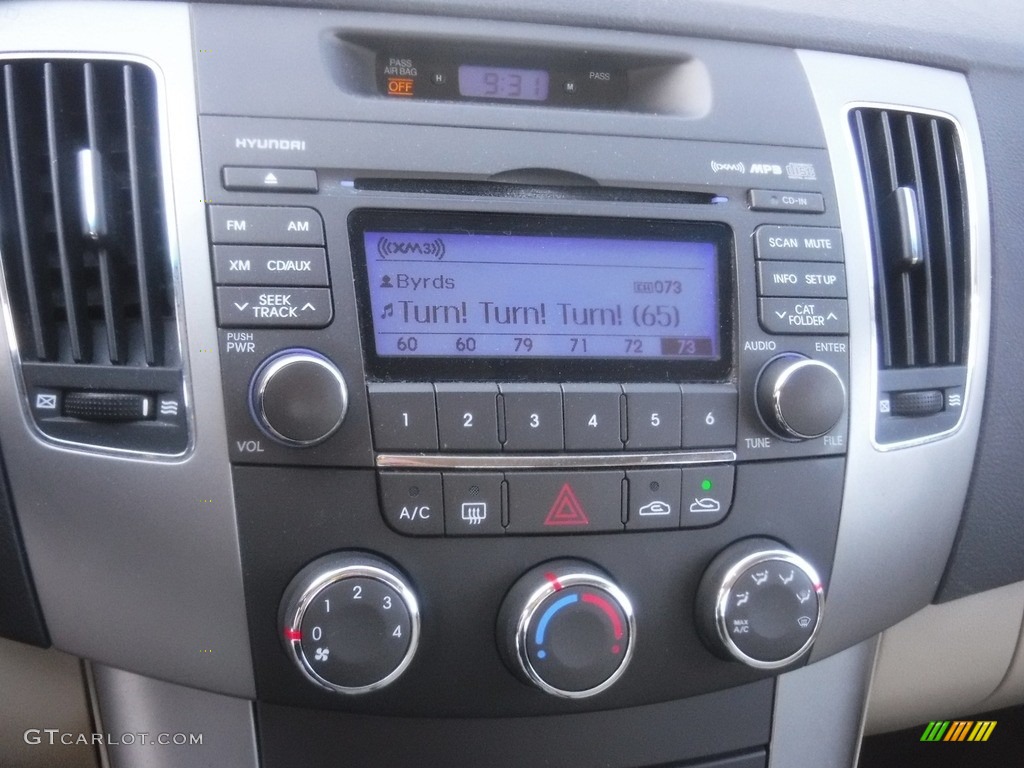 PASS
AIR BAG
OFF
H
9:31
M
PASS
HYUNDAI
((XM)) MP3
CD-IN
FM AM
XM CD/AUX
SEEK
TRACK
PUSH
PWR
VOL
((XM3))
Byrds
CH 073
Turn! Turn! Turn! (65)
60 60 79 71 72 73
SCAN MUTE
INFO SETUP
CAT
FOLDER
AUDIO ENTER
TUNE FILE
1 2 3 4 5 6
A/C
0 1 2 3 4
MAX
A/C
GTCARLOT.COM